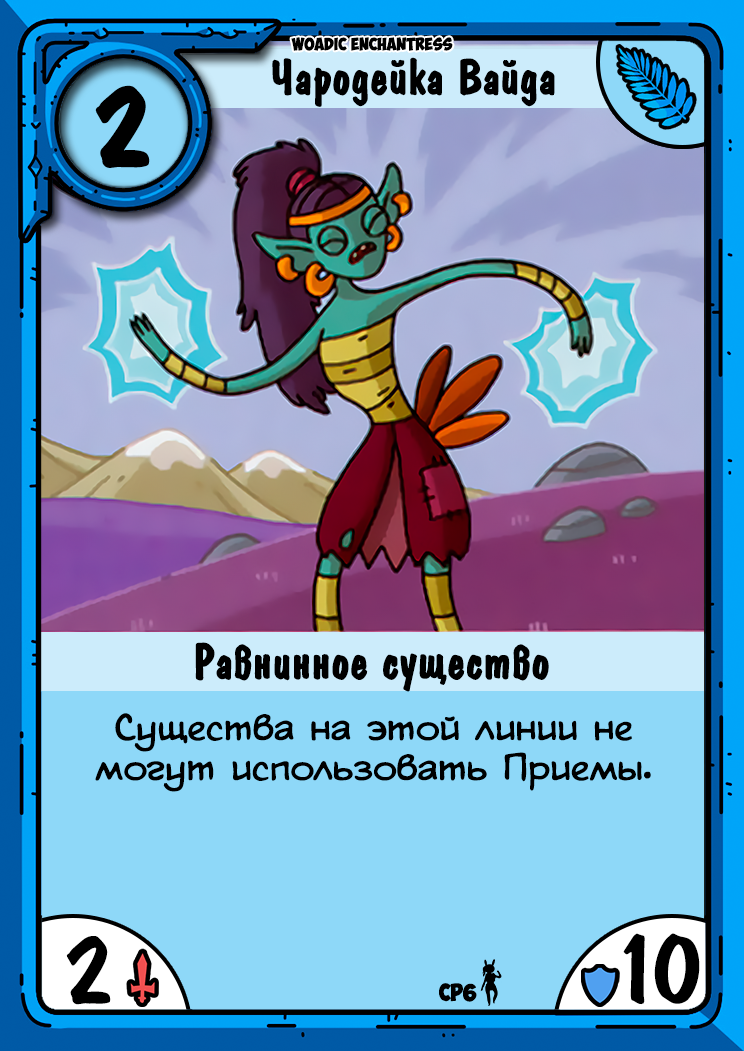 WOADIC ENCHANTRESS
Чародейка Вайда
2
Равнинное существо
Существа на этой линии не
могут использовать Приемы.
2
CP6
10